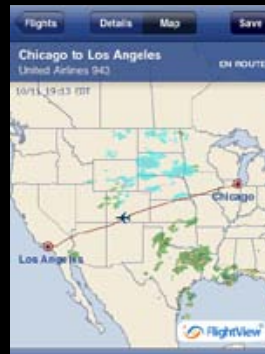 Flights
Details
Map
Save
Chicago to Los Angeles
United Airlines 943
EN ROUTE
10/11 19:13 EDT
Chicago
Los Angeles
FlightView